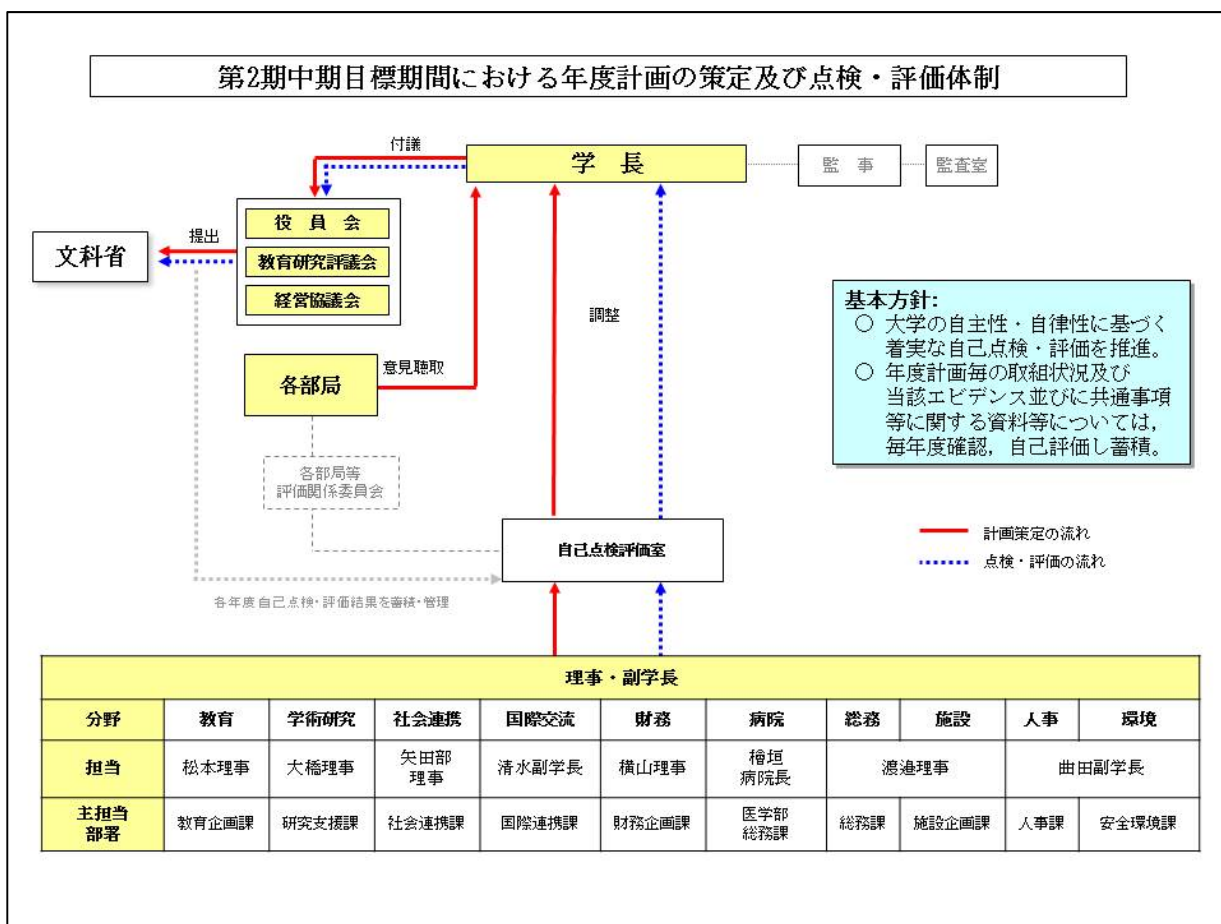 第2期中期目標期間における年度計画の策定及び点検・評価体制
付議
学　長
監　事
監査室
役　員　会
教育研究評議会
経営協議会
提出
文科省
調整
基本方針:
○ 大学の自主性・自律性に基づく
着実な自己点検・評価を推進。
○ 年度計画毎の取組状況及び
当該エビデンス並びに共通事項
等に関する資料等については,
毎年度確認, 自己評価し蓄積。
各部局
意見聴取
各部局等
評価関係委員会
自己点検評価室
計画策定の流れ
点検・評価の流れ
各年度自己点検・評価結果を蓄積・管理
理事・副学長
分野 教育 学術研究 社会連携 国際交流 財務 病院 総務 施設 人事 環境
担当 松本理事 大橋理事 矢田部
理事 清水副学長 横山理事 檜垣
病院長 渡邉理事 曲田副学長
主担当
部署 教育企画課 研究支援課 社会連携課 国際連携課 財務企画課 医学部
総務課 総務課 施設企画課 人事課 安全環境課